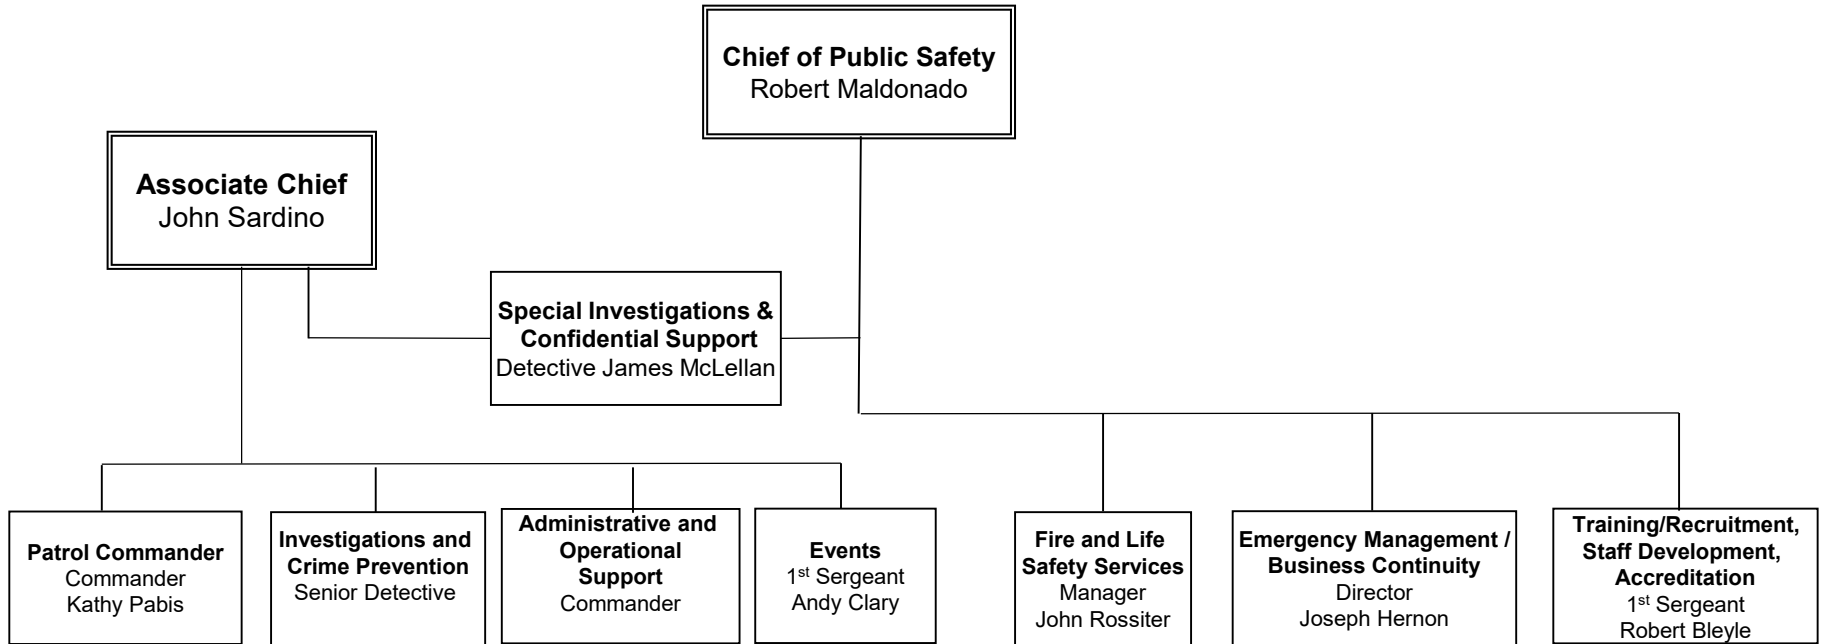 Chief of Public Safety
Robert Maldonado
Associate Chief
John Sardino
Special Investigations &
Confidential Support
Detective James McLellan
Patrol Commander
Commander
Kathy Pabis
Investigations and
Crime Prevention
Senior Detective
Administrative and
Operational
Support
Commander
Events
1st Sergeant
Andy Clary
Fire and Life
Safety Services
Manager
John Rossiter
Emergency Management /
Business Continuity
Director
Joseph Hernon
Training/Recruitment,
Staff Development,
Accreditation
1st Sergeant
Robert Bleyle